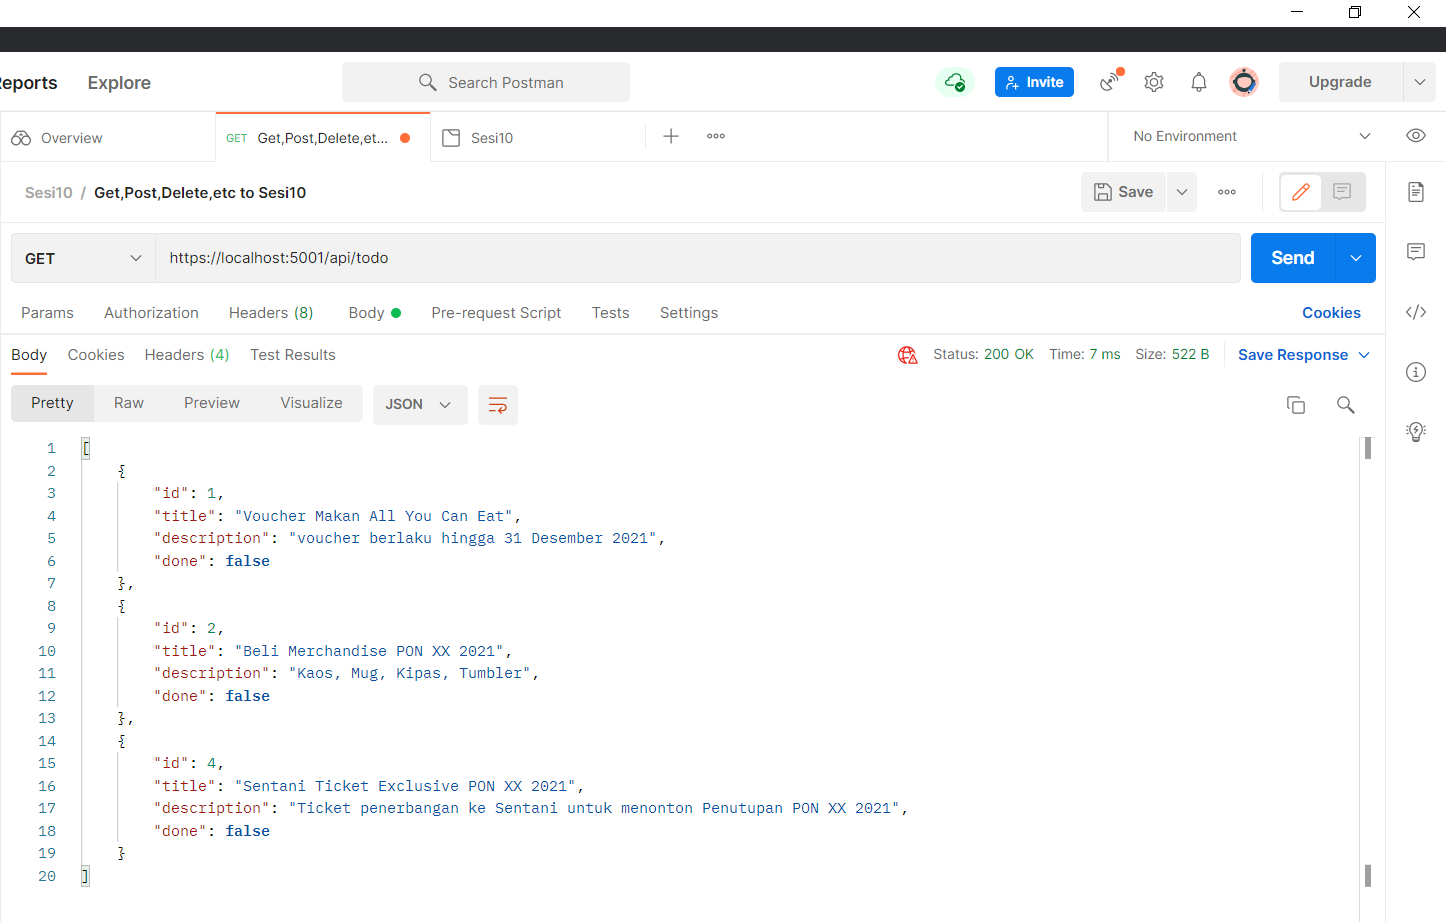 eports Explore Search Postman Invite Upgrade
Overview GET Get,Post,Delete,et... Sesi10 No Environment
Sesi10 / Get,Post,Delete,etc to Sesi10 Save
GET https://localhost:5001/api/todo Send
Params Authorization Headers (8) Body Pre-request Script Tests Settings Cookies
Body Cookies Headers (4) Test Results Status: 200 OK Time: 7 ms Size: 522 B Save Response
Pretty Raw Preview Visualize JSON
1 [
2 {
3 "id": 1,
4 "title": "Voucher Makan All You Can Eat",
5 "description": "voucher berlaku hingga 31 Desember 2021",
6 "done": false
7 },
8 {
9 "id": 2,
10 "title": "Beli Merchandise PON XX 2021",
11 "description": "Kaos, Mug, Kipas, Tumbler",
12 "done": false
13 },
14 {
15 "id": 4,
16 "title": "Sentani Ticket Exclusive PON XX 2021",
17 "description": "Ticket penerbangan ke Sentani untuk menonton Penutupan PON XX 2021",
18 "done": false
19 }
20 ]